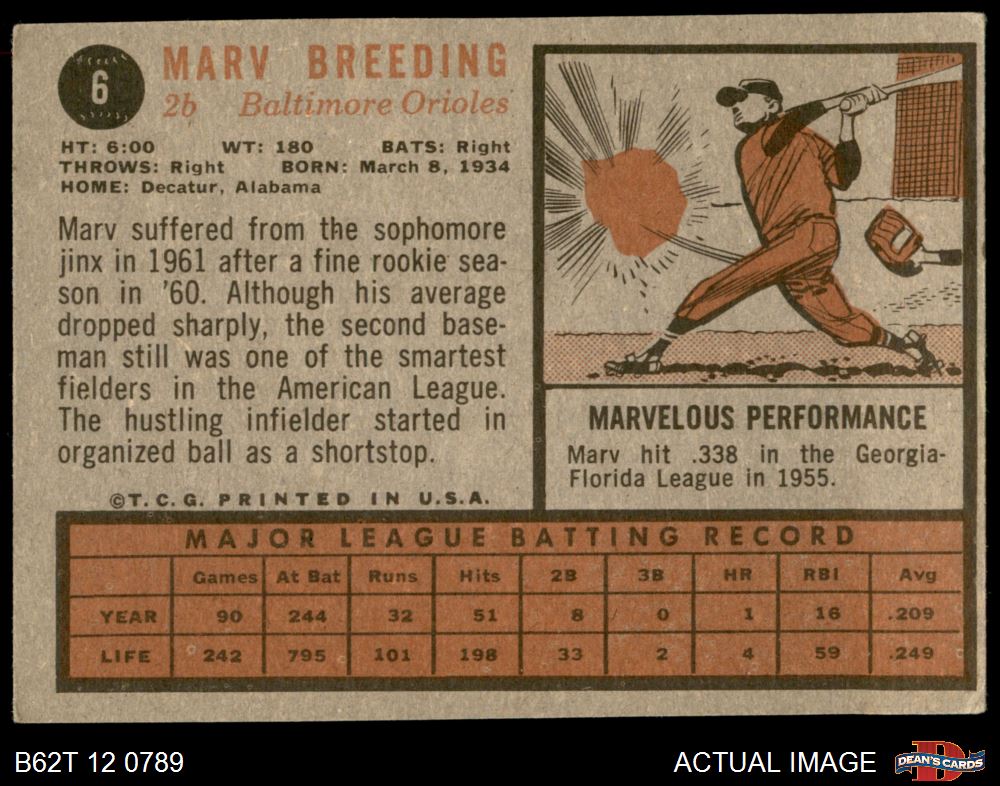 6
MARV BREEDING
2b Baltimore Orioles
HT: 6:00 WT: 180 BATS: Right
THROWS: Right BORN: March 8, 1934
HOME: Decatur, Alabama
Marv suffered from the sophomore
jinx in 1961 after a fine rookie sea-
son in '60. Although his average
dropped sharply, the second base-
man still was one of the smartest
fielders in the American League.
The hustling infielder started in
organized ball as a shortstop.
©T.C.G. PRINTED IN U.S.A.
MARVELOUS PERFORMANCE
Marv hit .338 in the Georgia-
Florida League in 1955.
MAJOR LEAGUE BATTING RECORD
Games At Bat Runs Hits 2B 3B HR RBI Avg
YEAR 90 244 32 51 8 0 1 16 .209
LIFE 242 795 101 198 33 2 4 59 .249
B62T 12 0789
ACTUAL IMAGE
D
DEAN'S CARDS